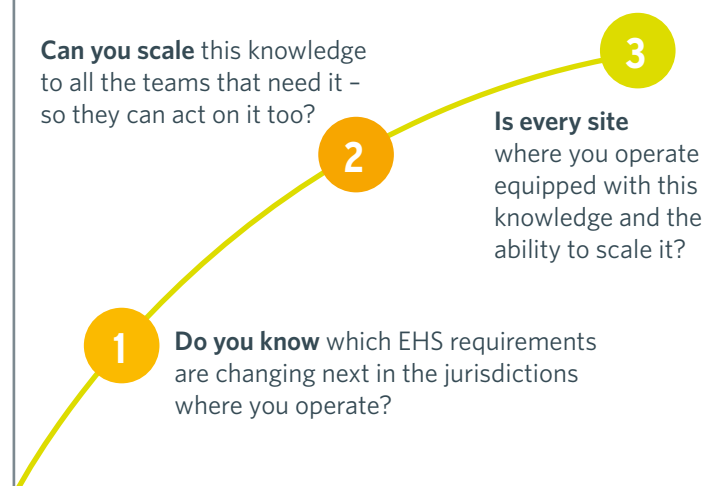 Can you scale this knowledge
to all the teams that need it –
so they can act on it too?
3
Is every site
where you operate
equipped with this
knowledge and the
ability to scale it?
2
1
Do you know which EHS requirements
are changing next in the jurisdictions
where you operate?